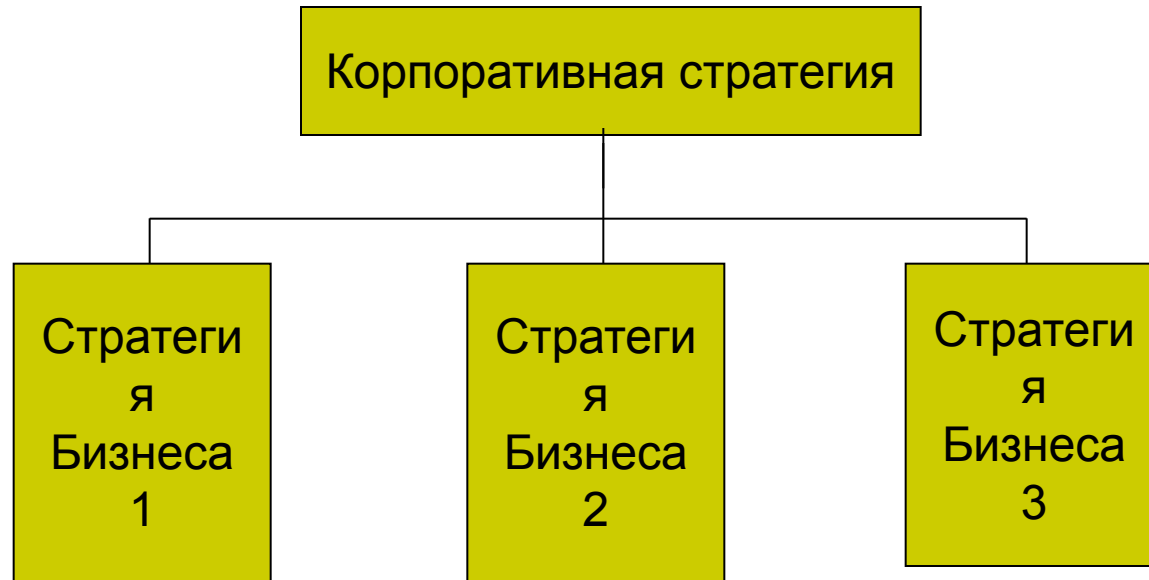 Корпоративная стратегия
Стратеги
я
Бизнеса
1
Стратеги
я
Бизнеса
2
Стратеги
я
Бизнеса
3